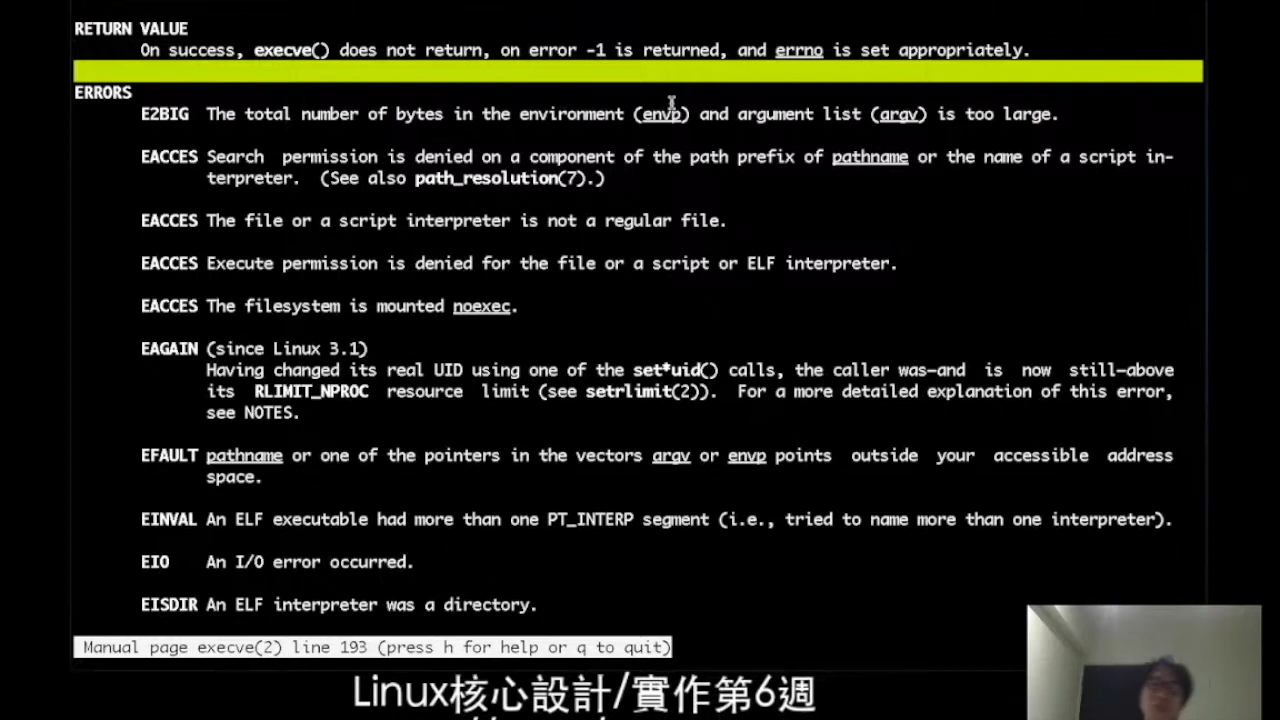 RETURN VALUE
On success, execve() does not return, on error -1 is returned, and errno is set appropriately.
ERRORS
E2BIG The total number of bytes in the environment (envp) and argument list (argv) is too large.
EACCES Search permission is denied on a component of the path prefix of pathname or the name of a script in-
terpreter. (See also path_resolution(7).)
EACCES The file or a script interpreter is not a regular file.
EACCES Execute permission is denied for the file or a script or ELF interpreter.
EACCES The filesystem is mounted noexec.
EAGAIN (since Linux 3.1)
Having changed its real UID using one of the set*uid() calls, the caller was—and is now still—above
its RLIMIT_NPROC resource limit (see setrlimit(2)). For a more detailed explanation of this error,
see NOTES.
EFAULT pathname or one of the pointers in the vectors argv or envp points outside your accessible address
space.
EINVAL An ELF executable had more than one PT_INTERP segment (i.e., tried to name more than one interpreter).
EIO An I/O error occurred.
EISDIR An ELF interpreter was a directory.
Manual page execve(2) line 193 (press h for help or q to quit)
Linux核心設計/實作第6週